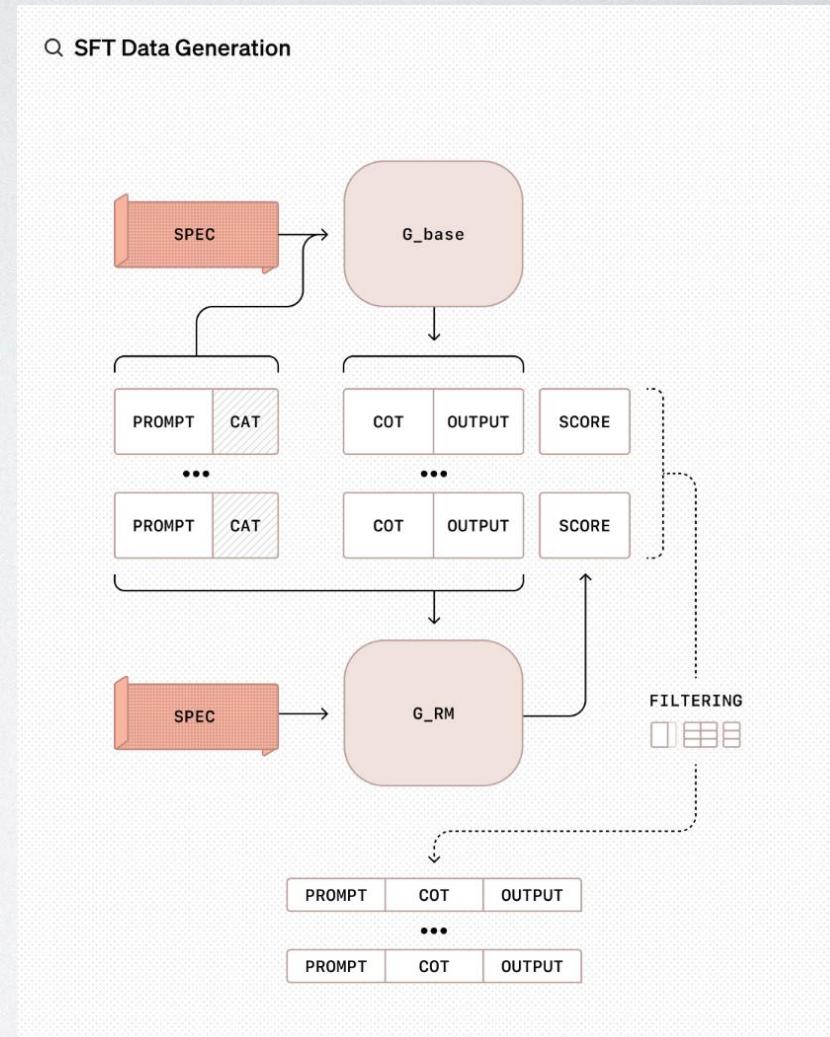 SFT Data Generation
SPEC
G_base
PROMPT CAT COT OUTPUT SCORE
•••
•••
PROMPT CAT COT OUTPUT SCORE
SPEC
G_RM
FILTERING
PROMPT COT OUTPUT
•••
PROMPT COT OUTPUT